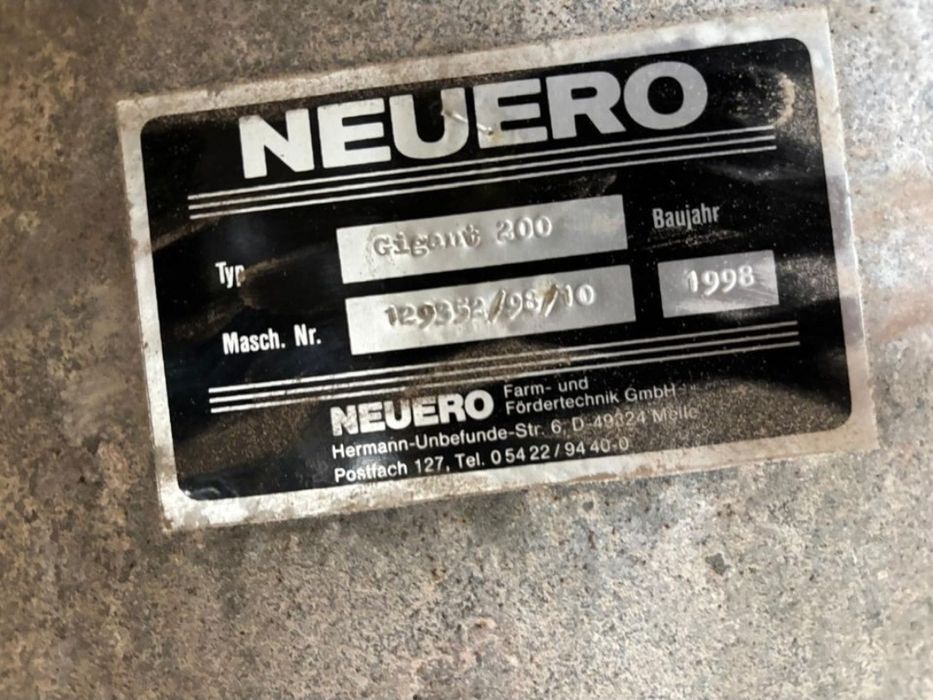 NEUERO
Typ Gigant 200 Baujahr
Masch. Nr. 129352/98/10 1998
NEUERO Farm- und
Fördertechnik GmbH
Hermann-Unbefunde-Str. 6, D-49324 Melle
Postfach 127, Tel. 0 54 22 / 94 40-0